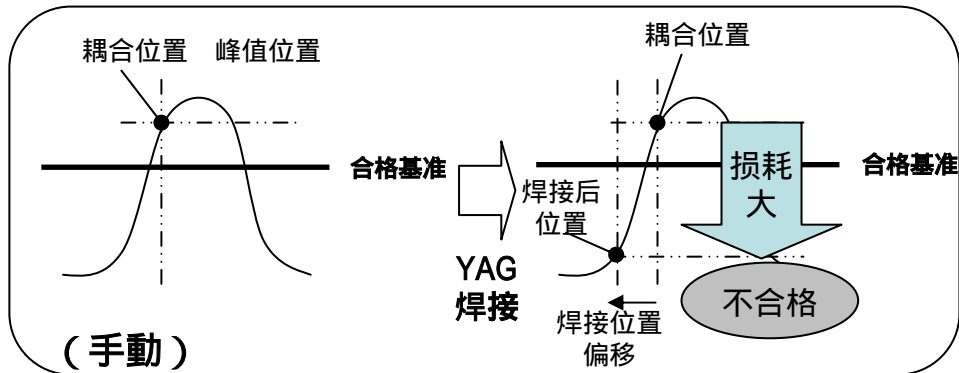 耦合位置 峰值位置
合格基准
(手動)
YAG
焊接
耦合位置
合格基准
损耗
大
焊接后
位置
不合格
焊接位置
偏移